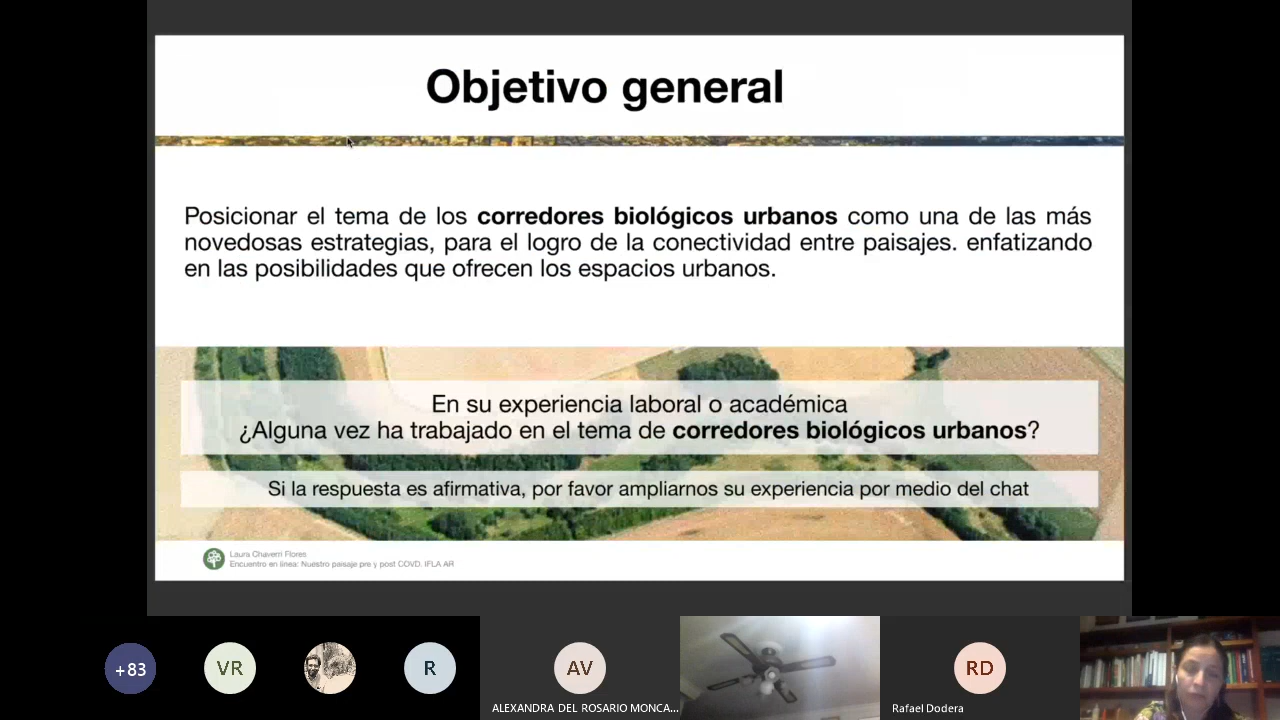 Objetivo general
Posicionar el tema de los corredores biológicos urbanos como una de las más
novedosas estrategias, para el logro de la conectividad entre paisajes. enfatizando
en las posibilidades que ofrecen los espacios urbanos.
En su experiencia laboral o académica
¿Alguna vez ha trabajado en el tema de corredores biológicos urbanos?
Si la respuesta es afirmativa, por favor ampliarnos su experiencia por medio del chat
Laura Chaverri Flores
Encuentro en línea: Nuestro paisaje pre y post COVD. IFLA AR
+83
VR
R
AV
RD
ALEXANDRA DEL ROSARIO MONCA...
Rafael Dodera